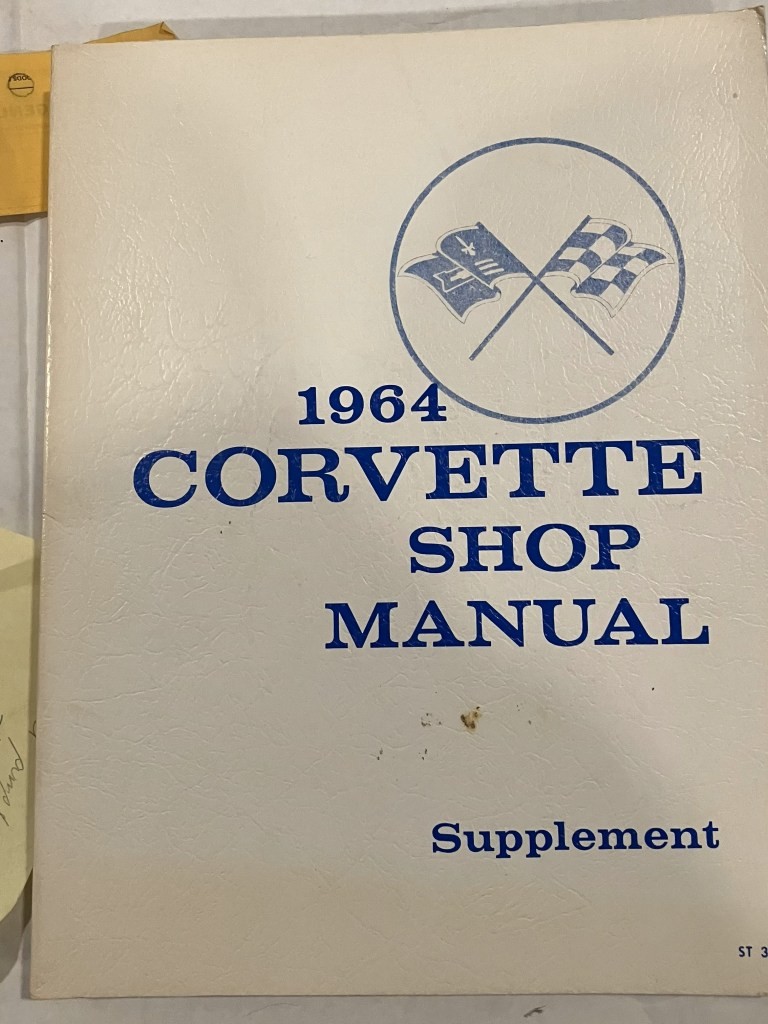 1964
CORVETTE
SHOP
MANUAL
Supplement
ST 3